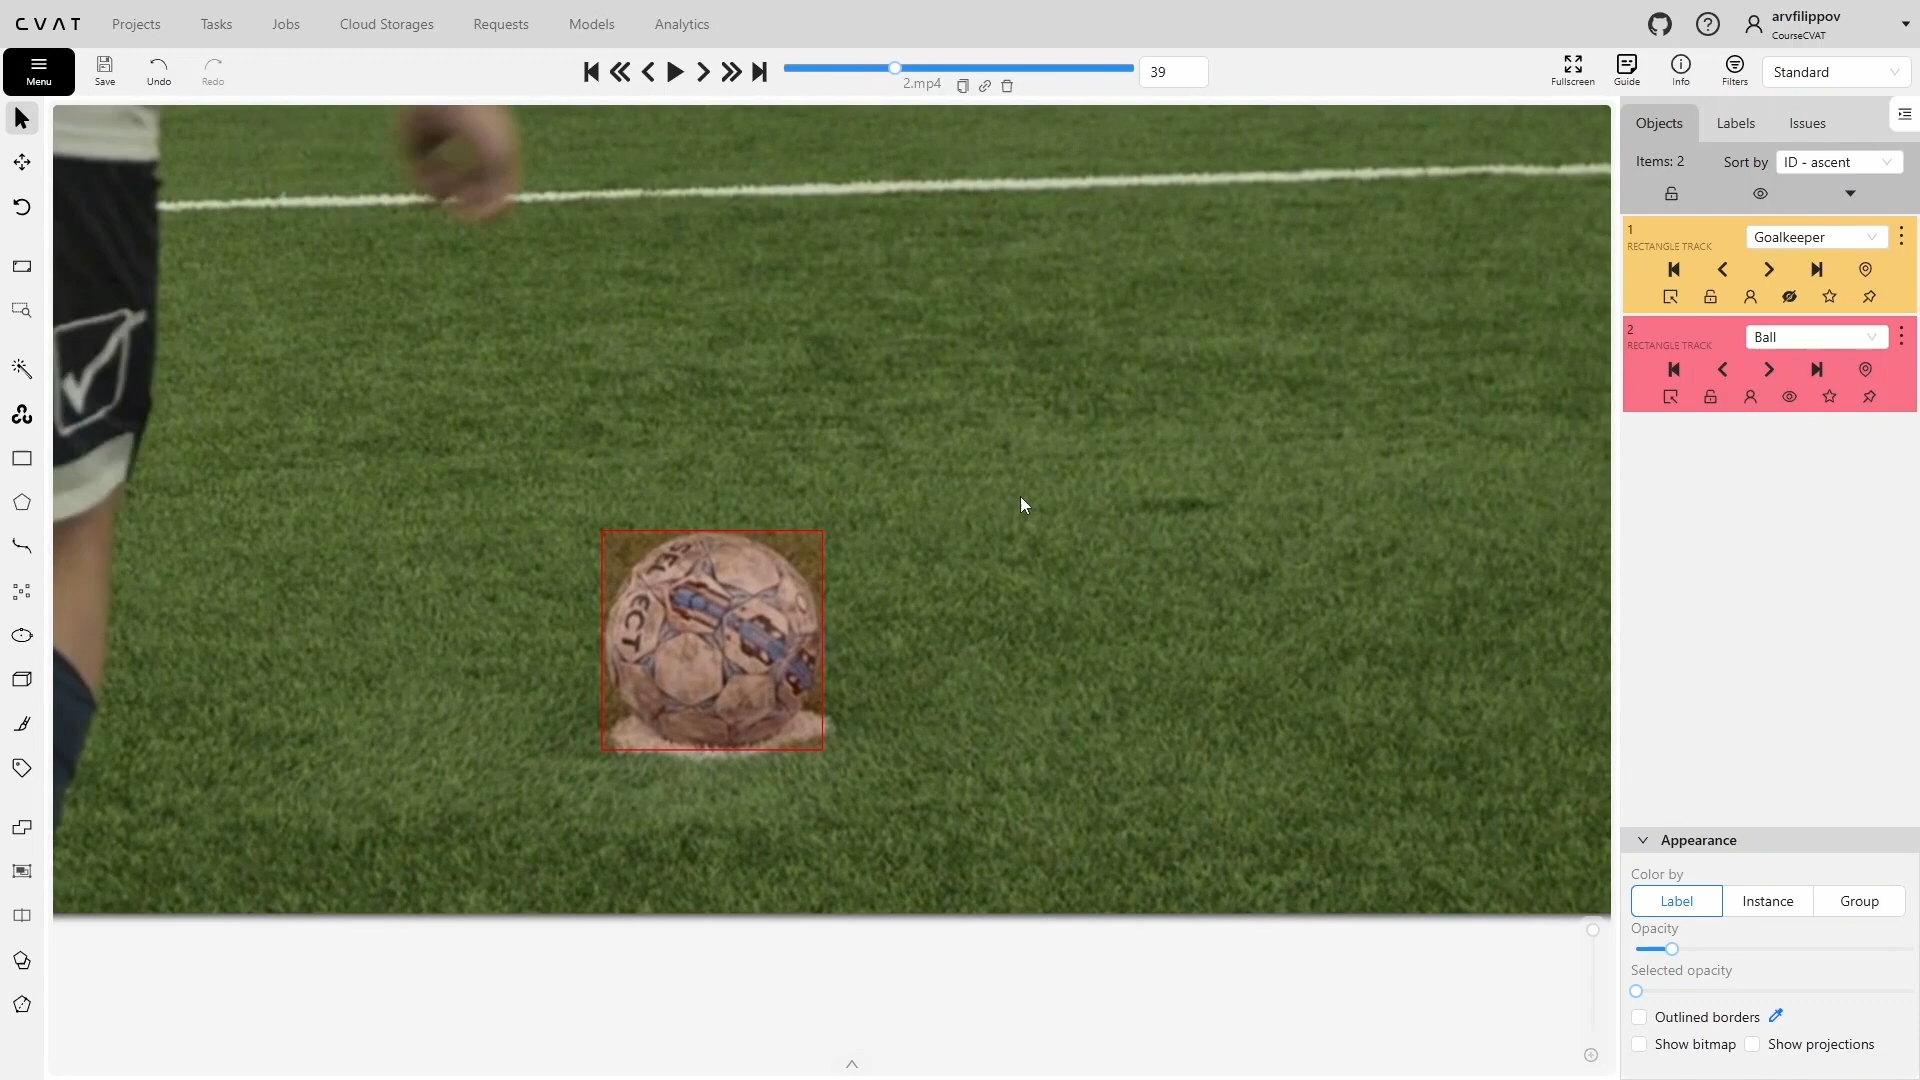 CVAT Projects Tasks Jobs Cloud Storages Requests Models Analytics arvfilippov
CourseCVAT
Menu Save Undo Redo 2.mp4 39 Fullscreen Guide Info Filters Standard
Objects Labels Issues
Items: 2 Sort by ID - ascent
1 Goalkeeper
RECTANGLE TRACK
2 Ball
RECTANGLE TRACK
ECT
Appearance
Color by
Label Instance Group
Opacity
Selected opacity
Outlined borders
Show bitmap Show projections